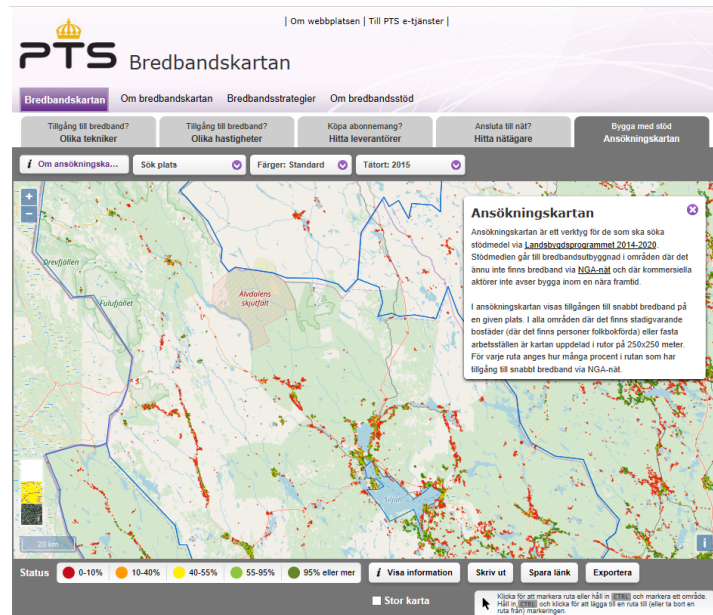 | Om webbplatsen | Till PTS e-tjänster |
PTS Bredbandskartan
Bredbandskartan Om bredbandskartan Bredbandsstrategier Om bredbandsstöd
Tillgång till bredband? Tillgång till bredband? Köpa abonnemang? Ansluta till nät? Bygga med stöd
Olika tekniker Olika hastigheter Hitta leverantörer Hitta nätägare Ansökningskartan
i Om ansökningska... Sök plats Färger: Standard Tätort: 2015
+
−
Ansökningskartan
Ansökningskartan är ett verktyg för de som ska söka
stödmedel via Landsbygdsprogrammet 2014-2020.
Stödmedlen går till bredbandsutbyggnad i områden där det
ännu inte finns bredband via NGA-nät och där kommersiella
aktörer inte avser bygga inom en nära framtid.
I ansökningskartan visas tillgången till snabbt bredband på
en given plats. I alla områden där det finns stadigvarande
bostäder (där det finns personer folkbokförda) eller fasta
arbetsställen är kartan uppdelad i rutor på 250x250 meter.
För varje ruta anges hur många procent i rutan som har
tillgång till snabbt bredband via NGA-nät.
Drevfjällen
Fulufjället
Älvdalens
skjutfält
Siljan
20 km
i
Status 0-10% 10-40% 40-55% 55-95% 95% eller mer i Visa information Skriv ut Spara länk Exportera
Stor karta
Klicka för att markera ruta eller håll in CTRL och markera ett område.
Håll in CTRL och klicka för att lägga till en ruta till (eller ta bort en
ruta från) markeringen.